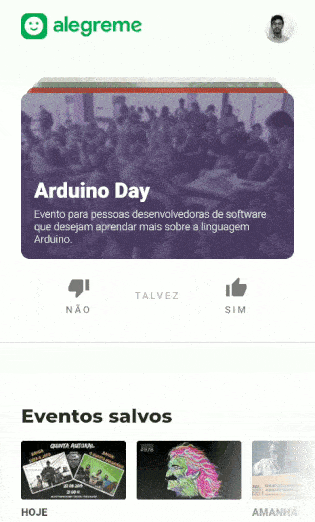 alegreme
Arduino Day
Evento para pessoas desenvolvedoras de software
que desejam aprendar mais sobre a linguagem
Arduino.
NÃO
TALVEZ
SIM
Eventos salvos
QUINTA AUTORAL
HOJE
AMANHÃ